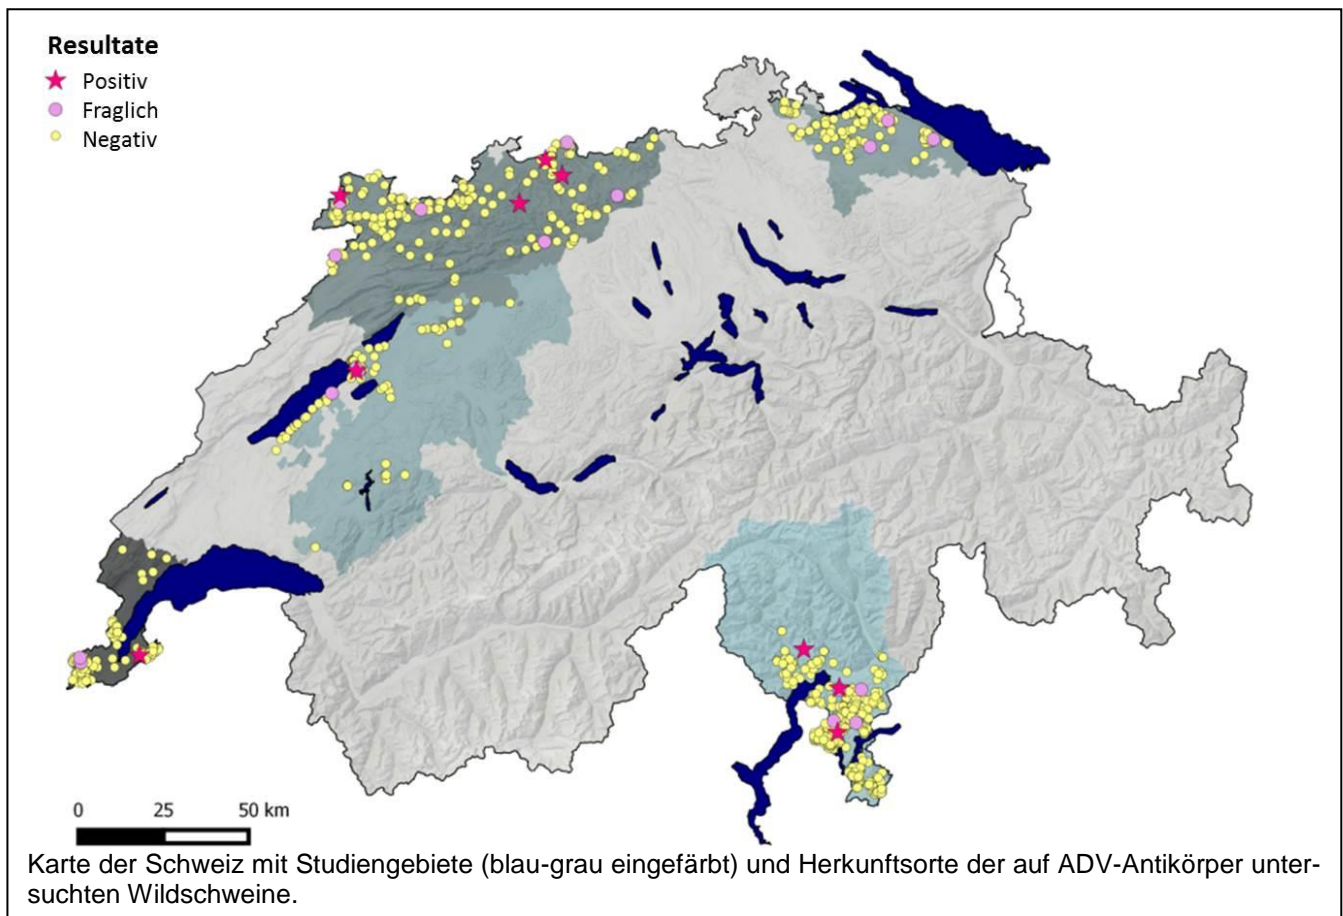 Resultate
Positiv
Fraglich
Negativ
0 25 50 km
Karte der Schweiz mit Studiengebiete (blau-grau eingefärbt) und Herkunftsorte der auf ADV-Antikörper unter-
suchten Wildschweine.